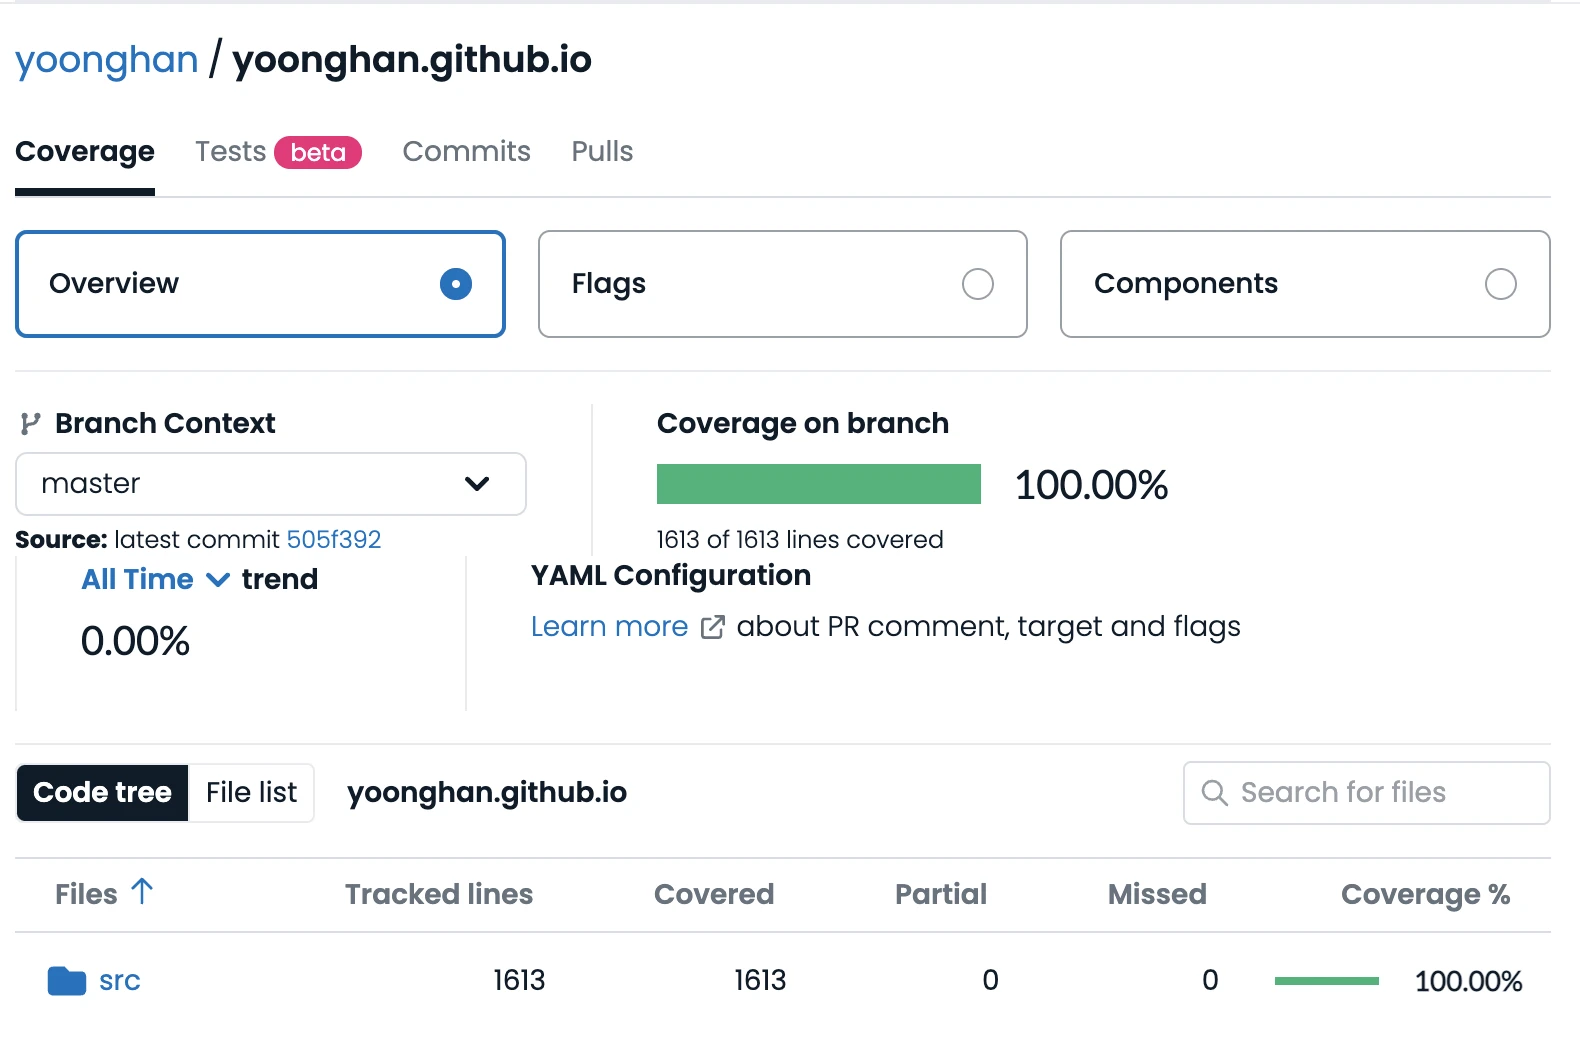 yoonghan / yoonghan.github.io
Coverage Tests beta Commits Pulls
Overview Flags Components
Branch Context
master
Source: latest commit 505f392
Coverage on branch
100.00%
1613 of 1613 lines covered
All Time trend
0.00%
YAML Configuration
Learn more about PR comment, target and flags
Code tree File list yoonghan.github.io Search for files
Files Tracked lines Covered Partial Missed Coverage %
src 1613 1613 0 0 100.00%